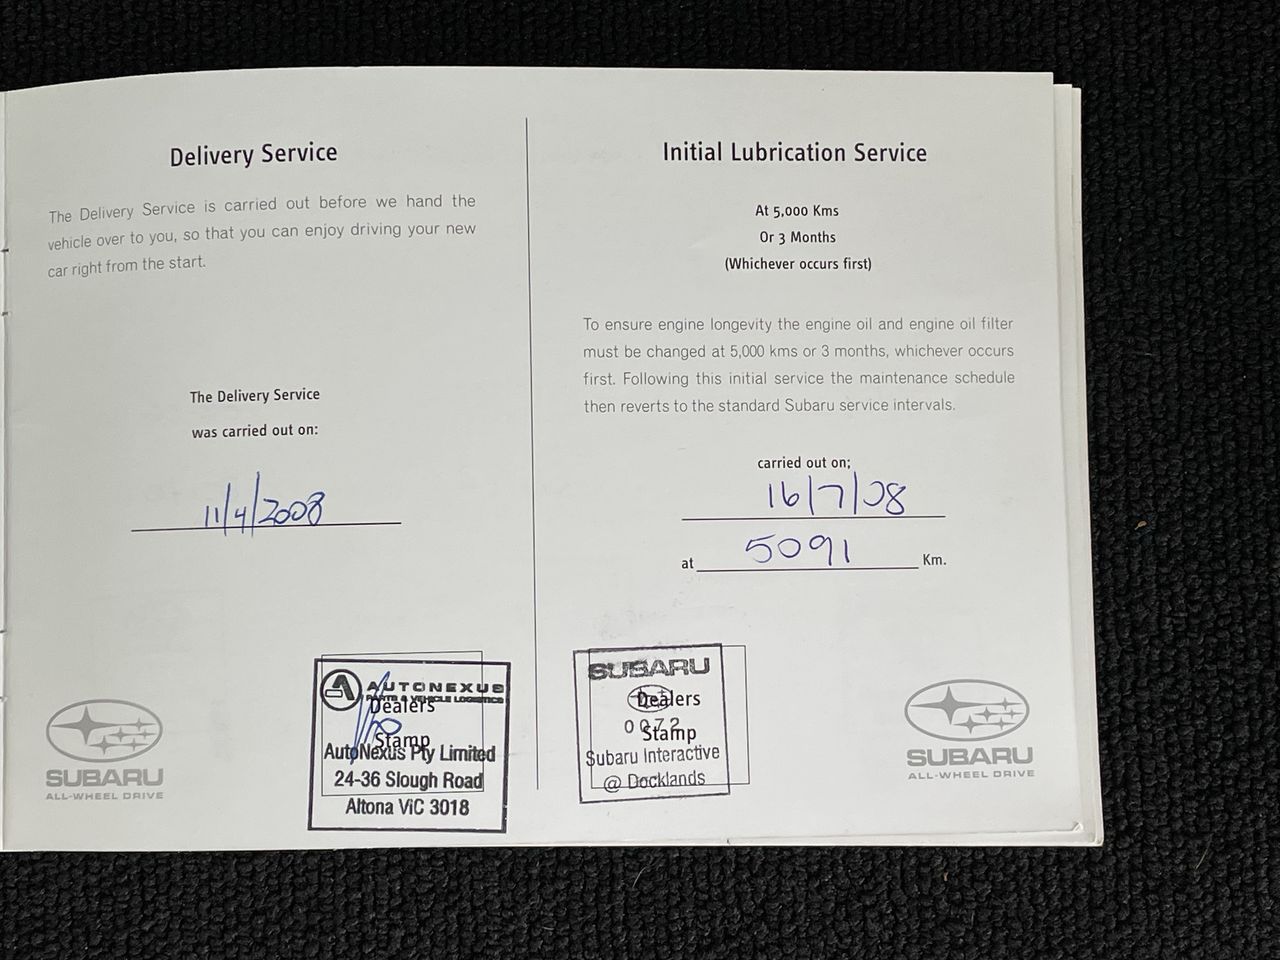 Delivery Service
The Delivery Service is carried out before we hand the
vehicle over to you, so that you can enjoy driving your new
car right from the start.
The Delivery Service
was carried out on:
11/4/2008
AUTONEXUS
PARTS & VEHICLE LOGISTICS
Dealers
Stamp
AutoNexus Pty Limited
24-36 Slough Road
Altona ViC 3018
SUBARU
ALL-WHEEL DRIVE
Initial Lubrication Service
At 5,000 Kms
Or 3 Months
(Whichever occurs first)
To ensure engine longevity the engine oil and engine oil filter
must be changed at 5,000 kms or 3 months, whichever occurs
first. Following this initial service the maintenance schedule
then reverts to the standard Subaru service intervals.
carried out on;
16/7/08
at 5091 Km.
SUBARU
Dealers
0072
Stamp
Subaru Interactive
@ Docklands
SUBARU
ALL-WHEEL DRIVE